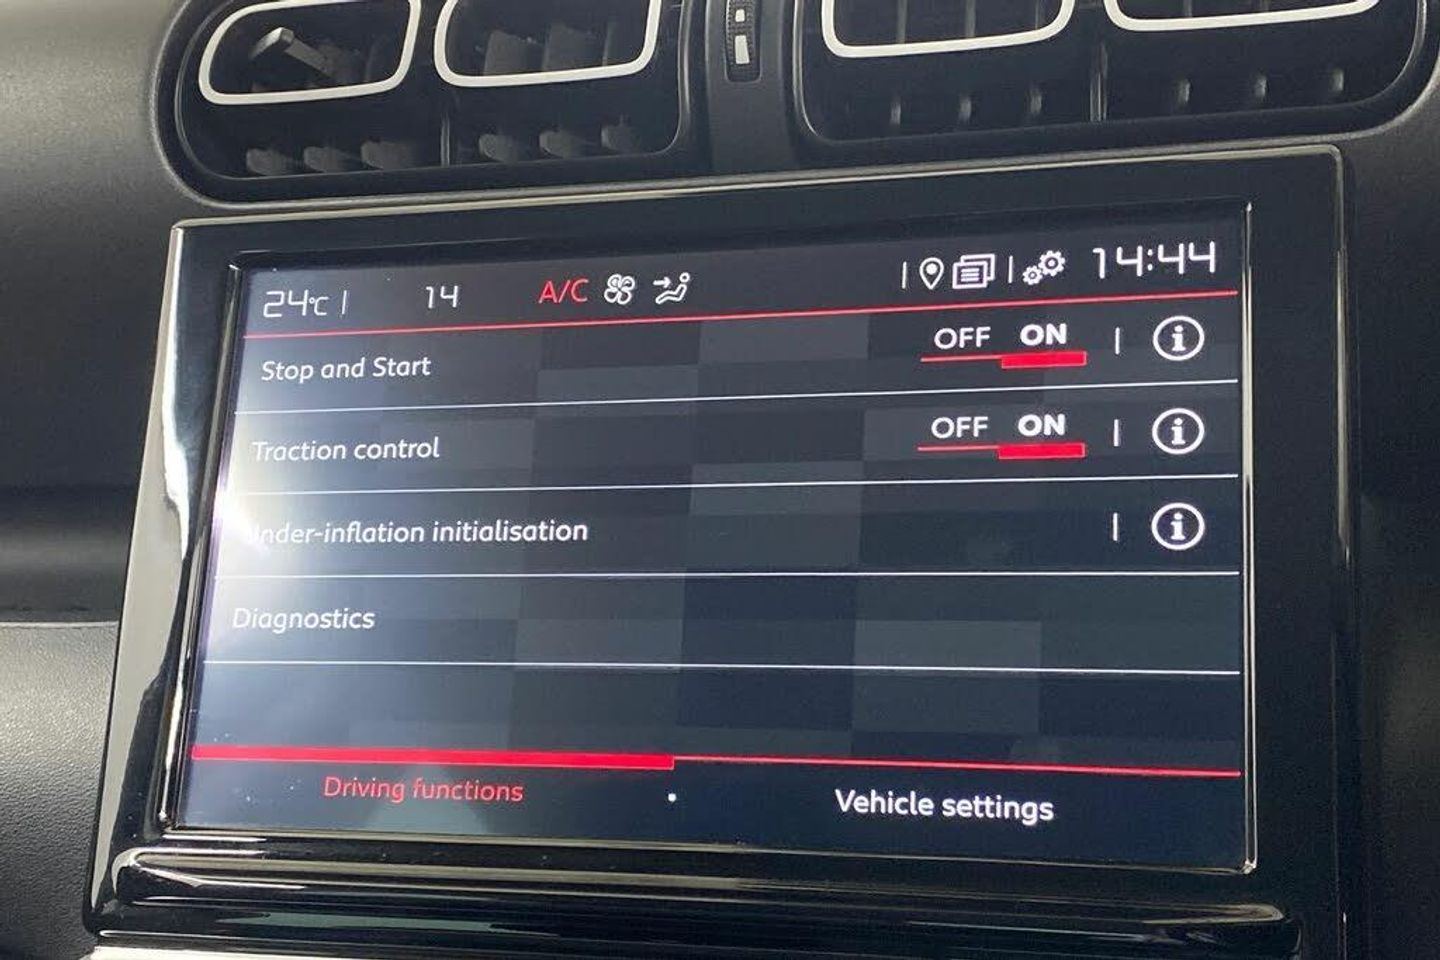 24°C 14 A/C 14:44
Stop and Start OFF ON
Traction control OFF ON
Under-inflation initialisation
Diagnostics
Driving functions Vehicle settings